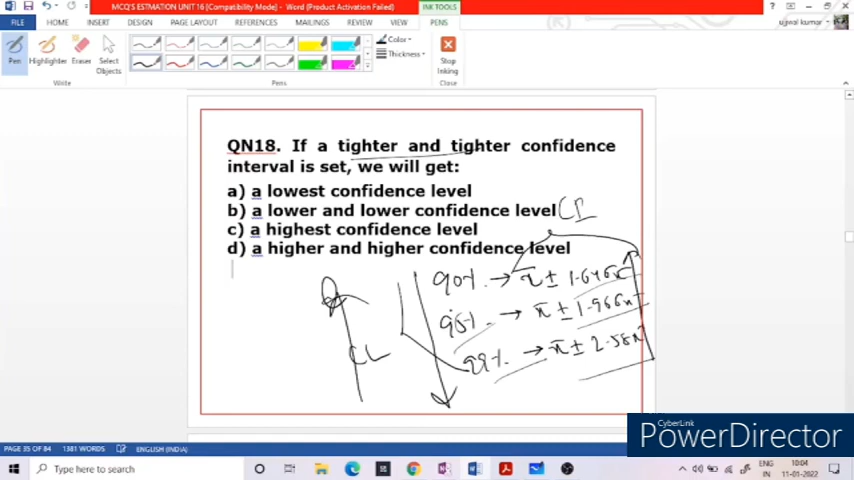 MCQ'S ESTMATION UNIT 16 [Compatibility Mode] - Word (Product Activation Failed)
INK TOOLS
FILE HOME INSERT DESIGN PAGE LAYOUT REFERENCES MAILINGS REVIEW VIEW PENS
ujjwal kumar
Pen Highlighter Eraser Select Objects
Color
Thickness
Stop Inking
Write Pens Close
QN18. If a tighter and tighter confidence
interval is set, we will get:
a) a lowest confidence level
b) a lower and lower confidence level CI
c) a highest confidence level
d) a higher and higher confidence level
90% → x̄ ± 1.645σx̄
95% → x̄ ± 1.96σx̄
99% → x̄ ± 2.58σx̄
CL
CyberLink
PowerDirector
PAGE 35 OF 84 1381 WORDS ENGLISH (INDIA)
Type here to search
ENG
IN
10:04
11-01-2022